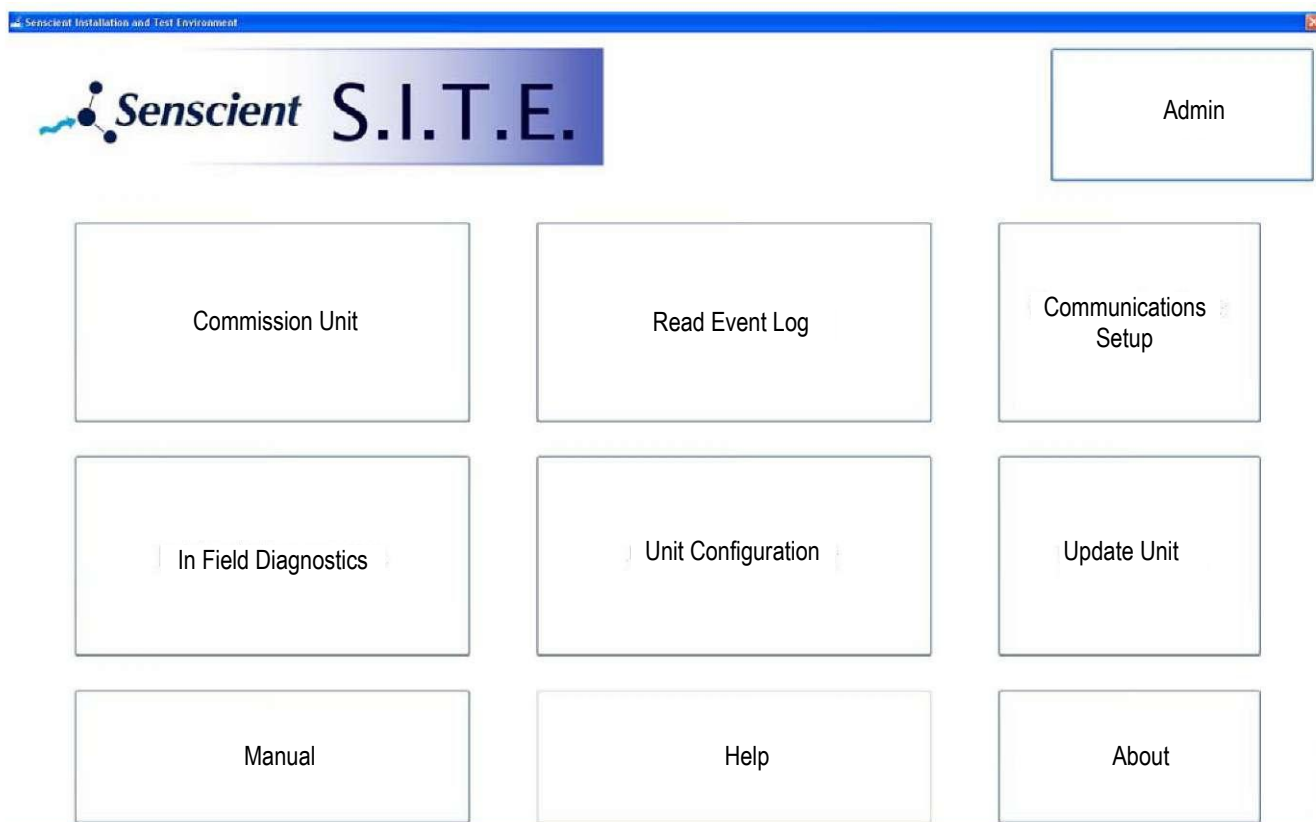 Senscient Installation and Test Environment
Senscient S.I.T.E.
Admin
Commission Unit
Read Event Log
Communications
Setup
In Field Diagnostics
Unit Configuration
Update Unit
Manual
Help
About